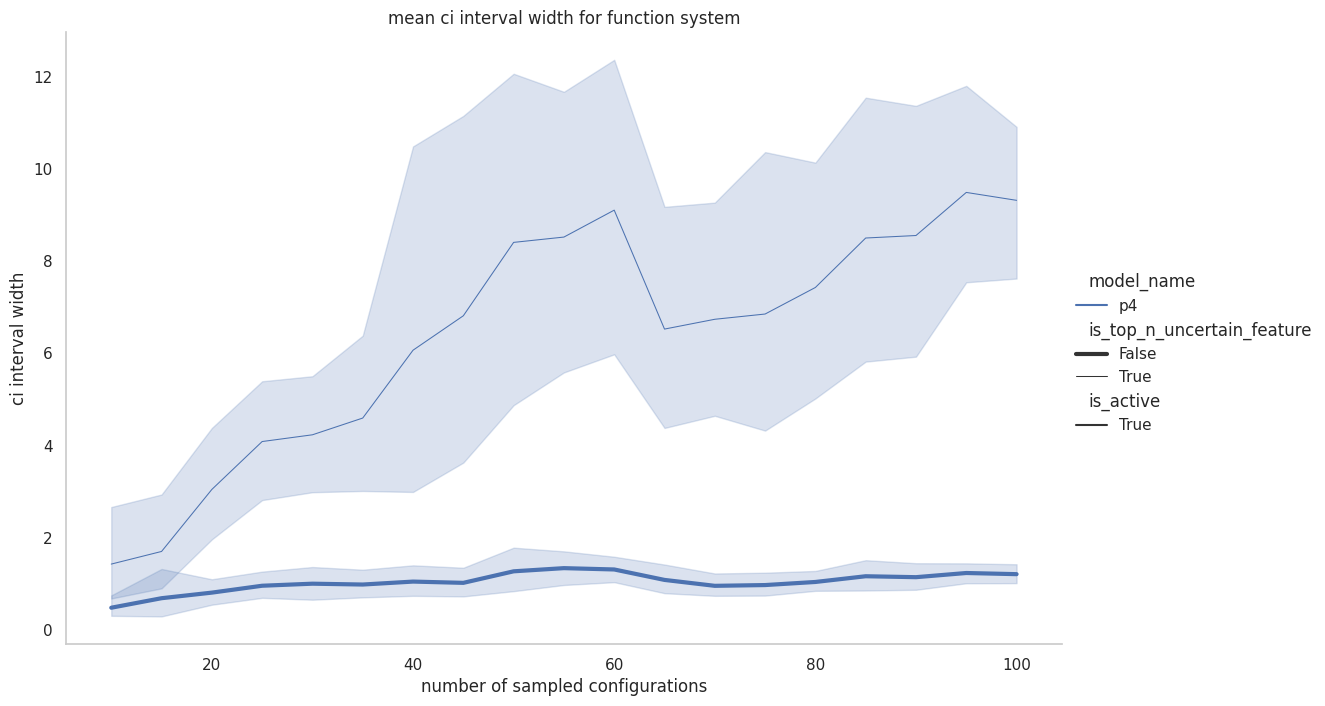 mean ci interval width for function system
12
10
8
6
4
2
0
ci interval width
20
40
60
80
100
number of sampled configurations
model_name
p4
is_top_n_uncertain_feature
False
True
is_active
True